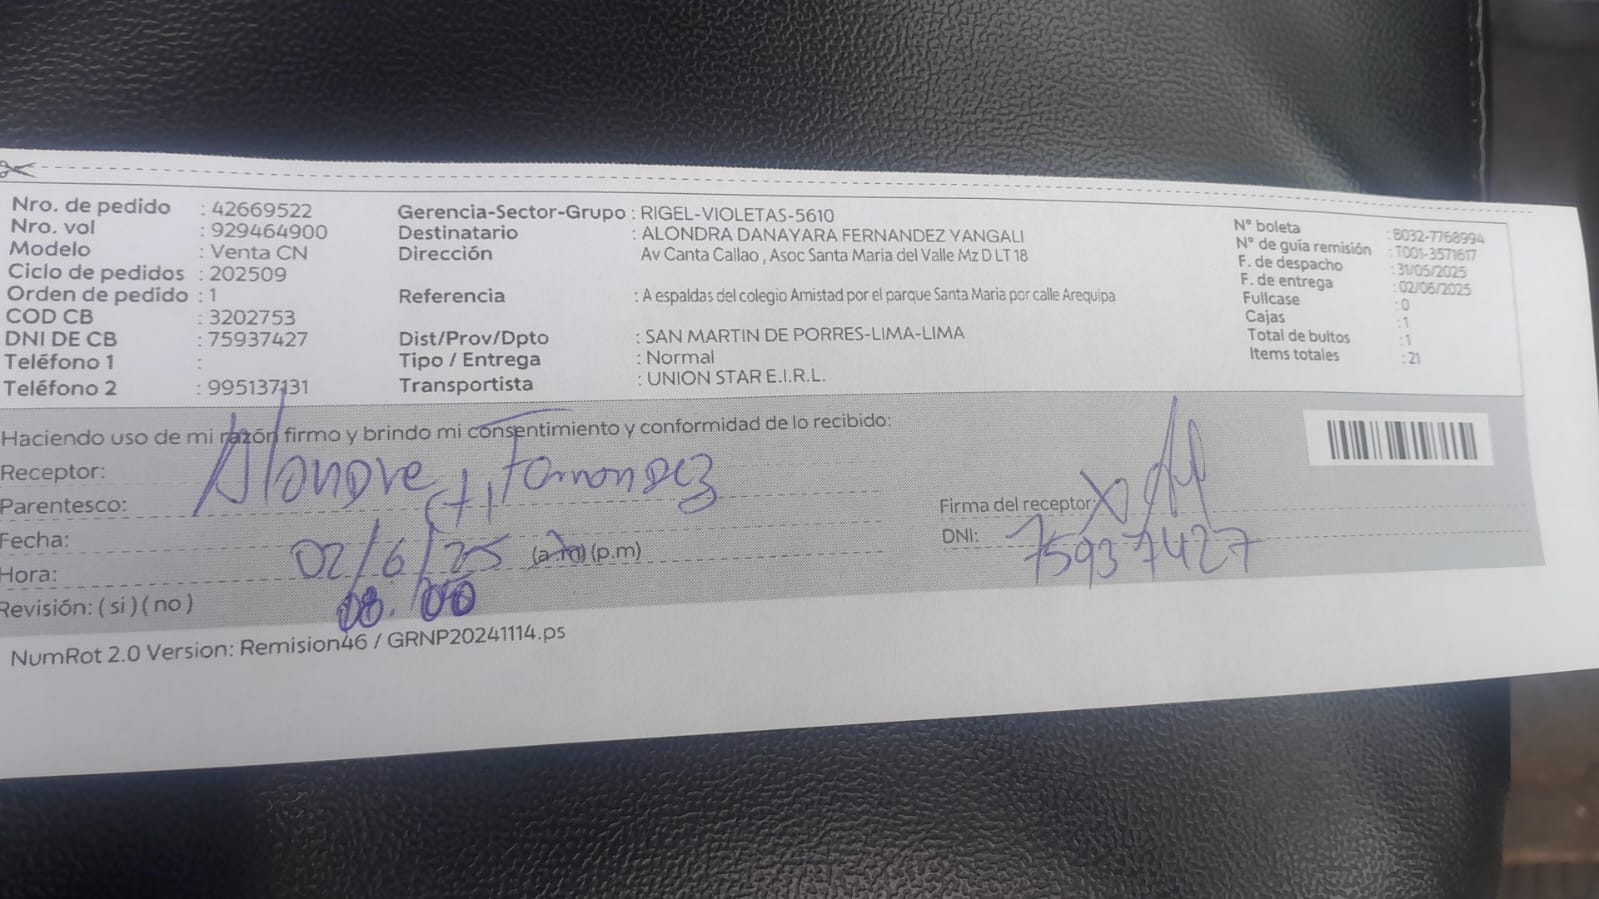 Nro. de pedido : 42669522
Nro. vol : 929464900
Modelo : Venta CN
Ciclo de pedidos : 202509
Orden de pedido : 1
COD CB : 3202753
DNI DE CB : 75937427
Teléfono 1 :
Teléfono 2 : 995137131
Gerencia-Sector-Grupo : RIGEL-VIOLETAS-5610
Destinatario : ALONDRA DANAYARA FERNANDEZ YANGALI
Dirección Av Canta Callao , Asoc Santa Maria del Valle Mz D LT 18
Referencia : A espaldas del colegio Amistad por el parque Santa Maria por calle Arequipa
Dist/Prov/Dpto : SAN MARTIN DE PORRES-LIMA-LIMA
Tipo / Entrega : Normal
Transportista : UNION STAR E.I.R.L.
N° boleta : B032-7768994
N° de guía remisión : T001-3571617
F. de despacho : 31/05/2025
F. de entrega : 02/06/2025
Fullcase : 0
Cajas : 1
Total de bultos : 1
Items totales : 21
Haciendo uso de mi razón firmo y brindo mi consentimiento y conformidad de lo recibido:
Receptor: Alondra Fernandez
Parentesco:
Fecha: 02/6/25 (a.m) (p.m)
Hora: 08:00
Revisión: ( si ) ( no )
Firma del receptor: X
DNI: 75937427
NumRot 2.0 Version: Remision46 / GRNP20241114.ps